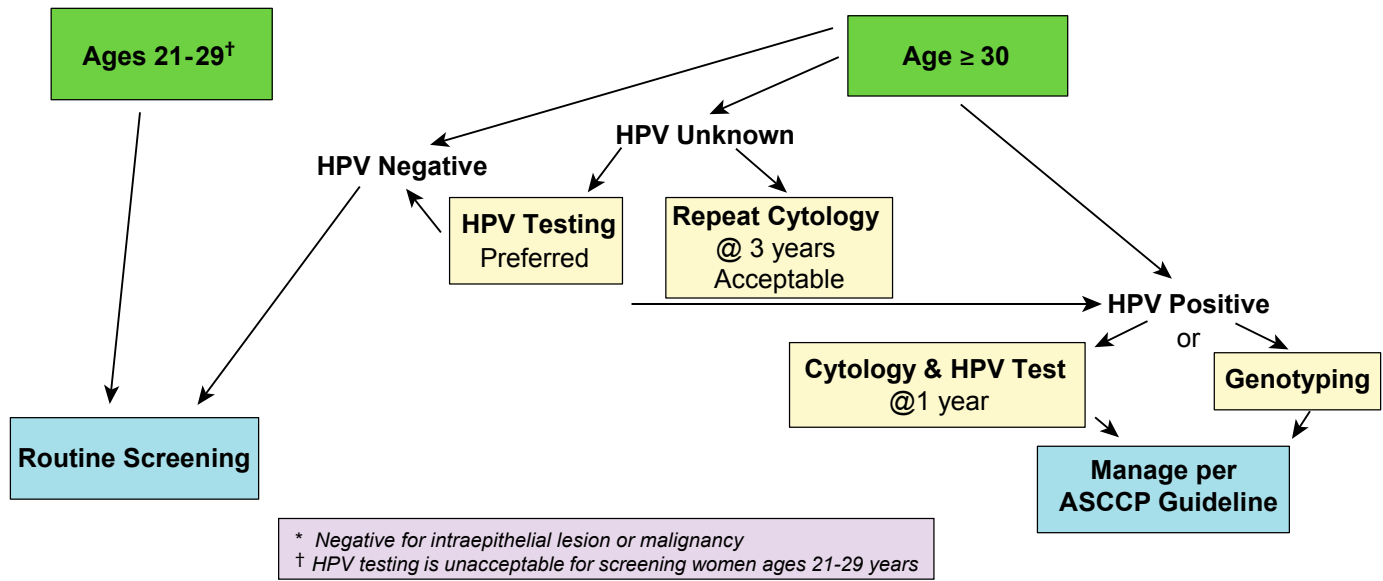 Ages 21-29†
Age ≥ 30
HPV Unknown
HPV Negative
HPV Testing
Preferred
Repeat Cytology
@ 3 years
Acceptable
HPV Positive
or
Cytology & HPV Test
@1 year
Genotyping
Routine Screening
Manage per
ASCCP Guideline
* Negative for intraepithelial lesion or malignancy
† HPV testing is unacceptable for screening women ages 21-29 years